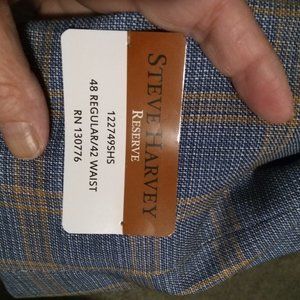 STEVE HARVEY
RESERVE
122749SHS
48 REGULAR/42 WAIST
RN 130776